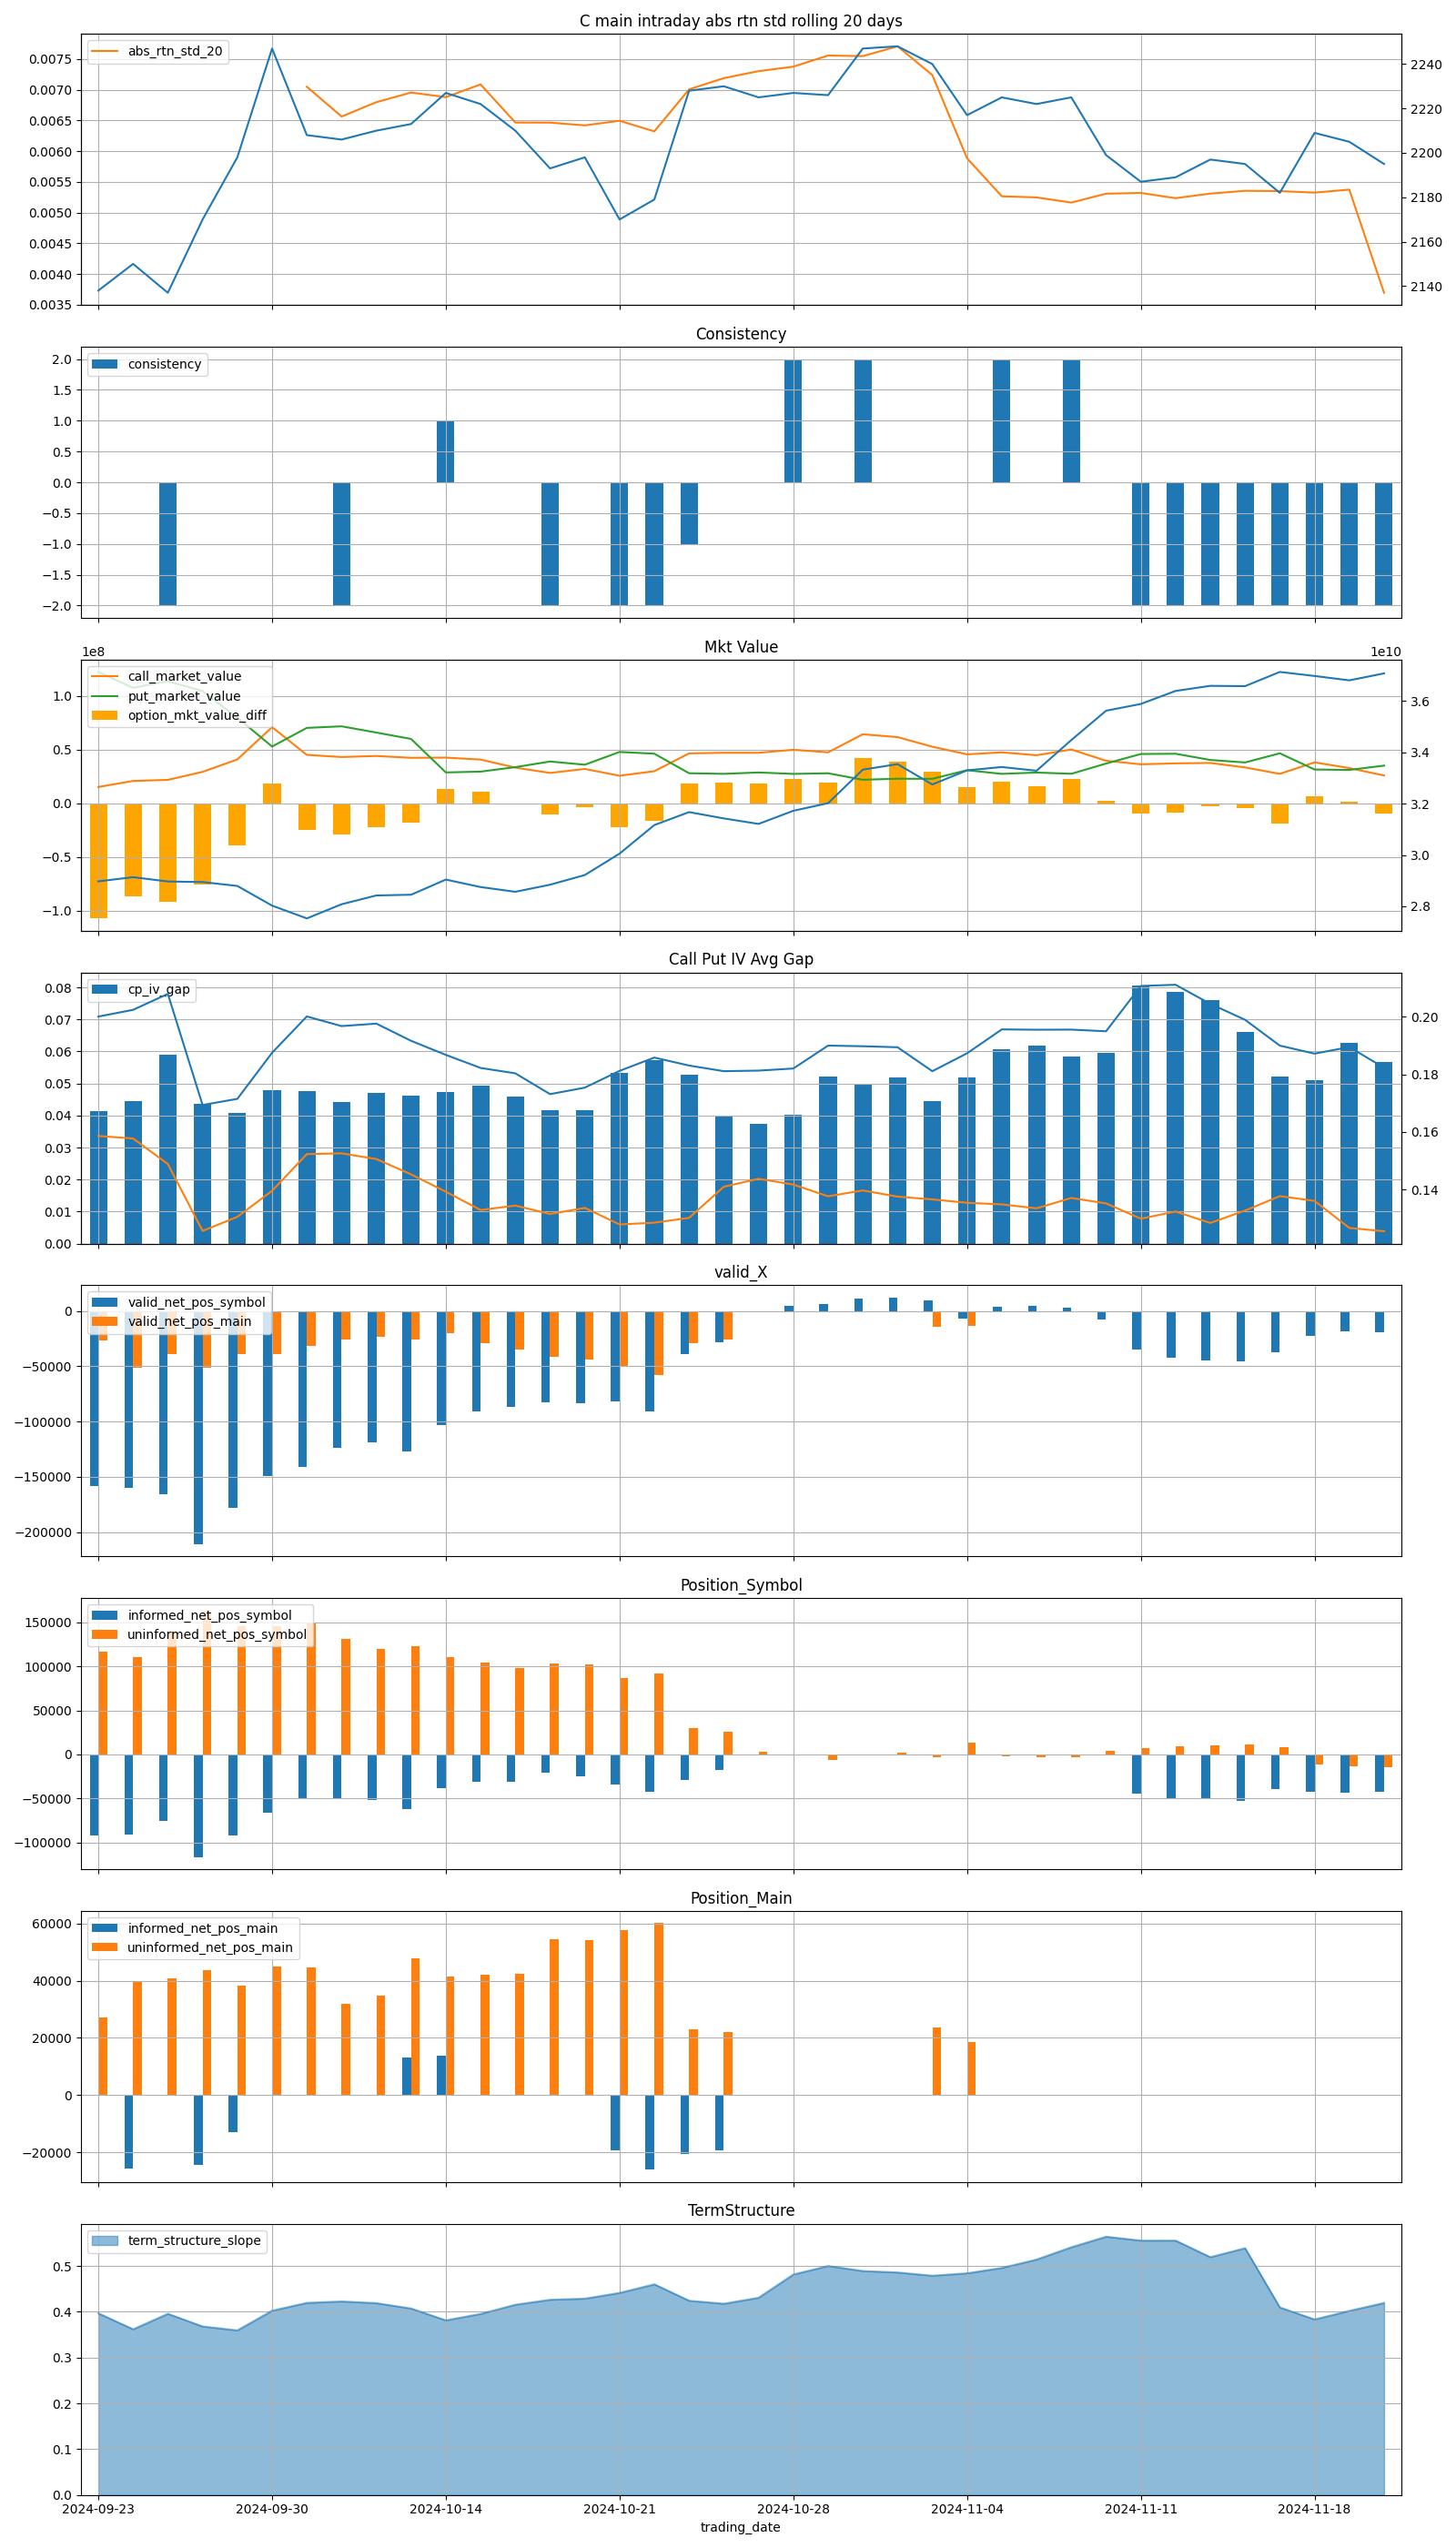 C main intraday abs rtn std rolling 20 days
abs_rtn_std_20
0.0075
0.0070
0.0065
0.0060
0.0055
0.0050
0.0045
0.0040
0.0035
2240
2220
2200
2180
2160
2140
Consistency
consistency
2.0
1.5
1.0
0.5
0.0
−0.5
−1.0
−1.5
−2.0
Mkt Value
1e8
1e10
call_market_value
put_market_value
option_mkt_value_diff
1.0
0.5
0.0
−0.5
−1.0
3.6
3.4
3.2
3.0
2.8
Call Put IV Avg Gap
cp_iv_gap
0.08
0.07
0.06
0.05
0.04
0.03
0.02
0.01
0.00
0.20
0.18
0.16
0.14
valid_X
valid_net_pos_symbol
valid_net_pos_main
0
−50000
−100000
−150000
−200000
Position_Symbol
informed_net_pos_symbol
uninformed_net_pos_symbol
150000
100000
50000
0
−50000
−100000
Position_Main
informed_net_pos_main
uninformed_net_pos_main
60000
40000
20000
0
−20000
TermStructure
term_structure_slope
0.5
0.4
0.3
0.2
0.1
0.0
2024-09-23 2024-09-30 2024-10-14 2024-10-21 2024-10-28 2024-11-04 2024-11-11 2024-11-18
trading_date